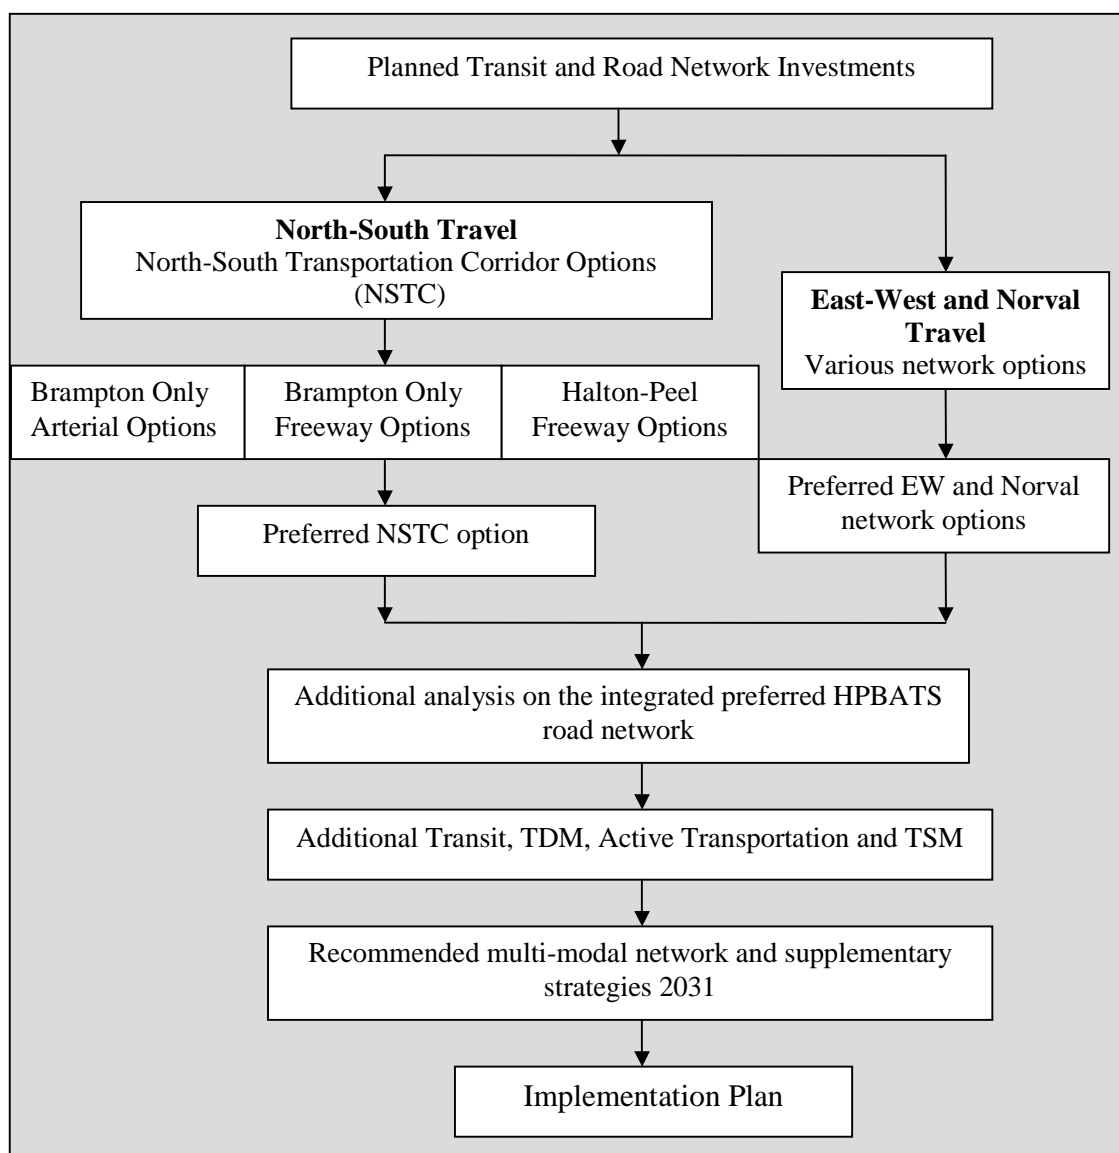 Planned Transit and Road Network Investments
North-South Travel
North-South Transportation Corridor Options
(NSTC)
East-West and Norval
Travel
Various network options
Brampton Only
Arterial Options
Brampton Only
Freeway Options
Halton-Peel
Freeway Options
Preferred EW and Norval
network options
Preferred NSTC option
Additional analysis on the integrated preferred HPBATS
road network
Additional Transit, TDM, Active Transportation and TSM
Recommended multi-modal network and supplementary
strategies 2031
Implementation Plan